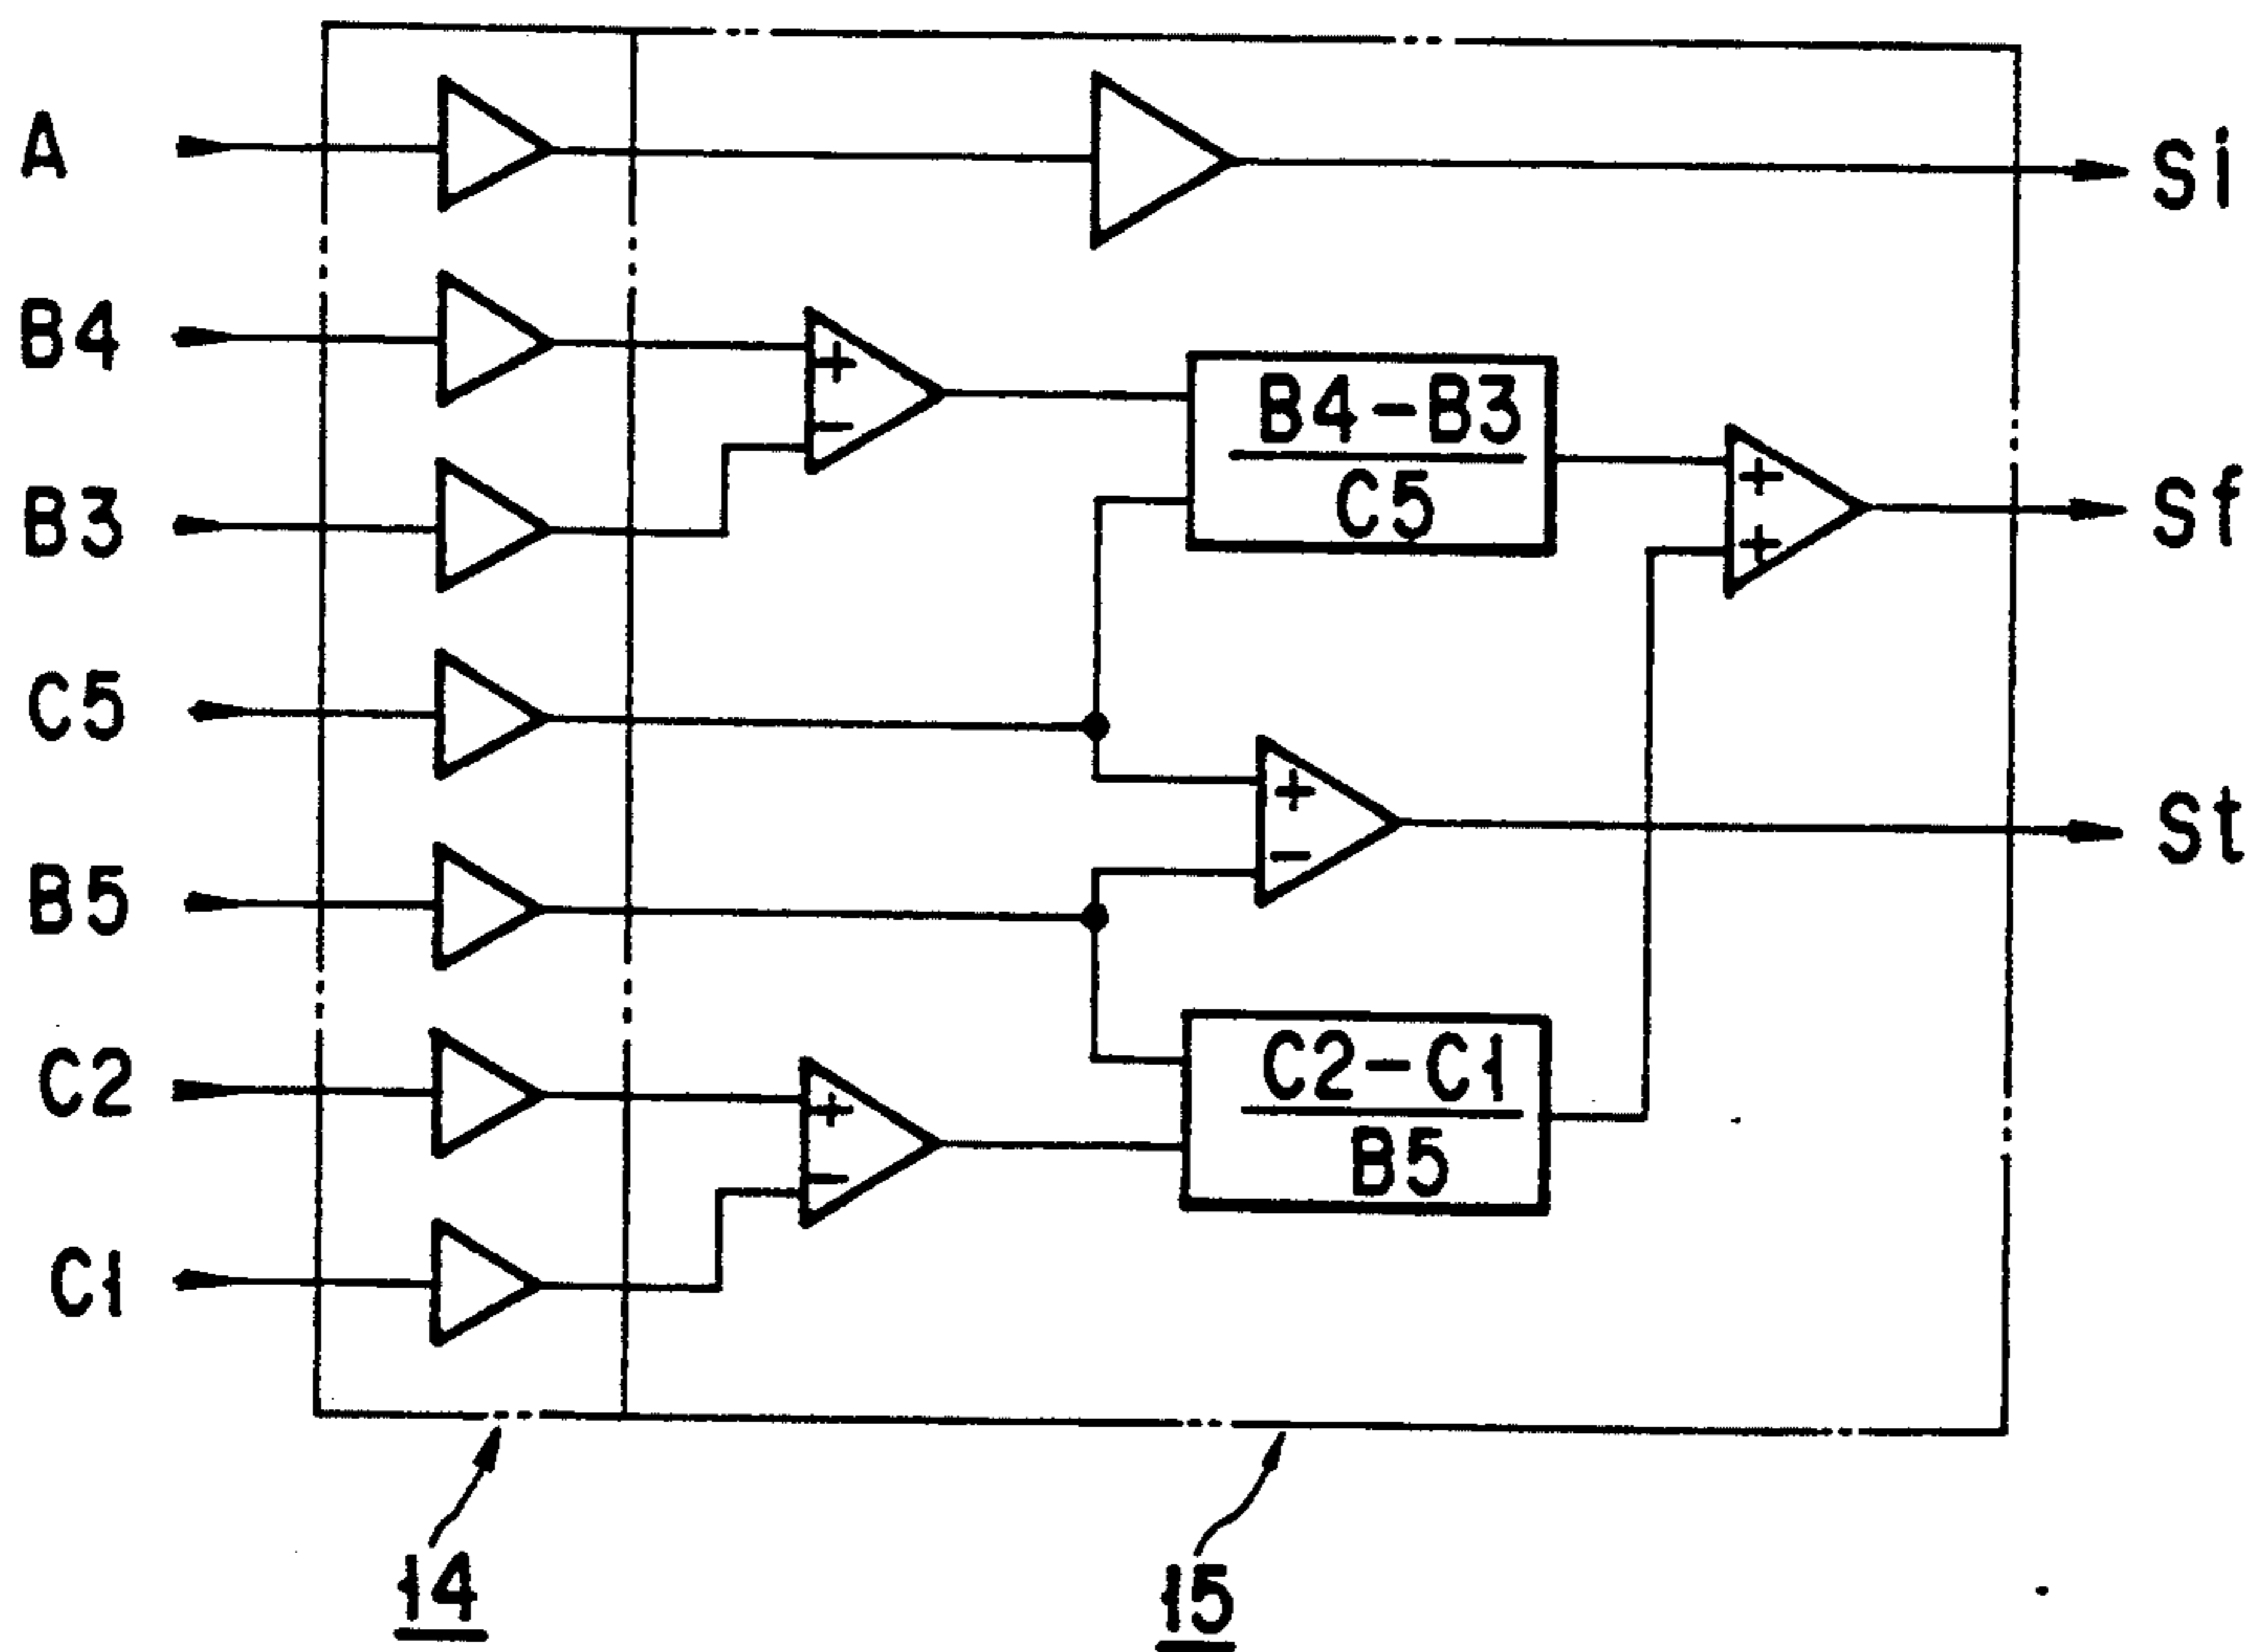 A
Si
B4
+
−
B4-B3
C5
B3
+
+
Sf
C5
+
−
St
B5
C2
+
−
C2-C1
B5
C1
14
15